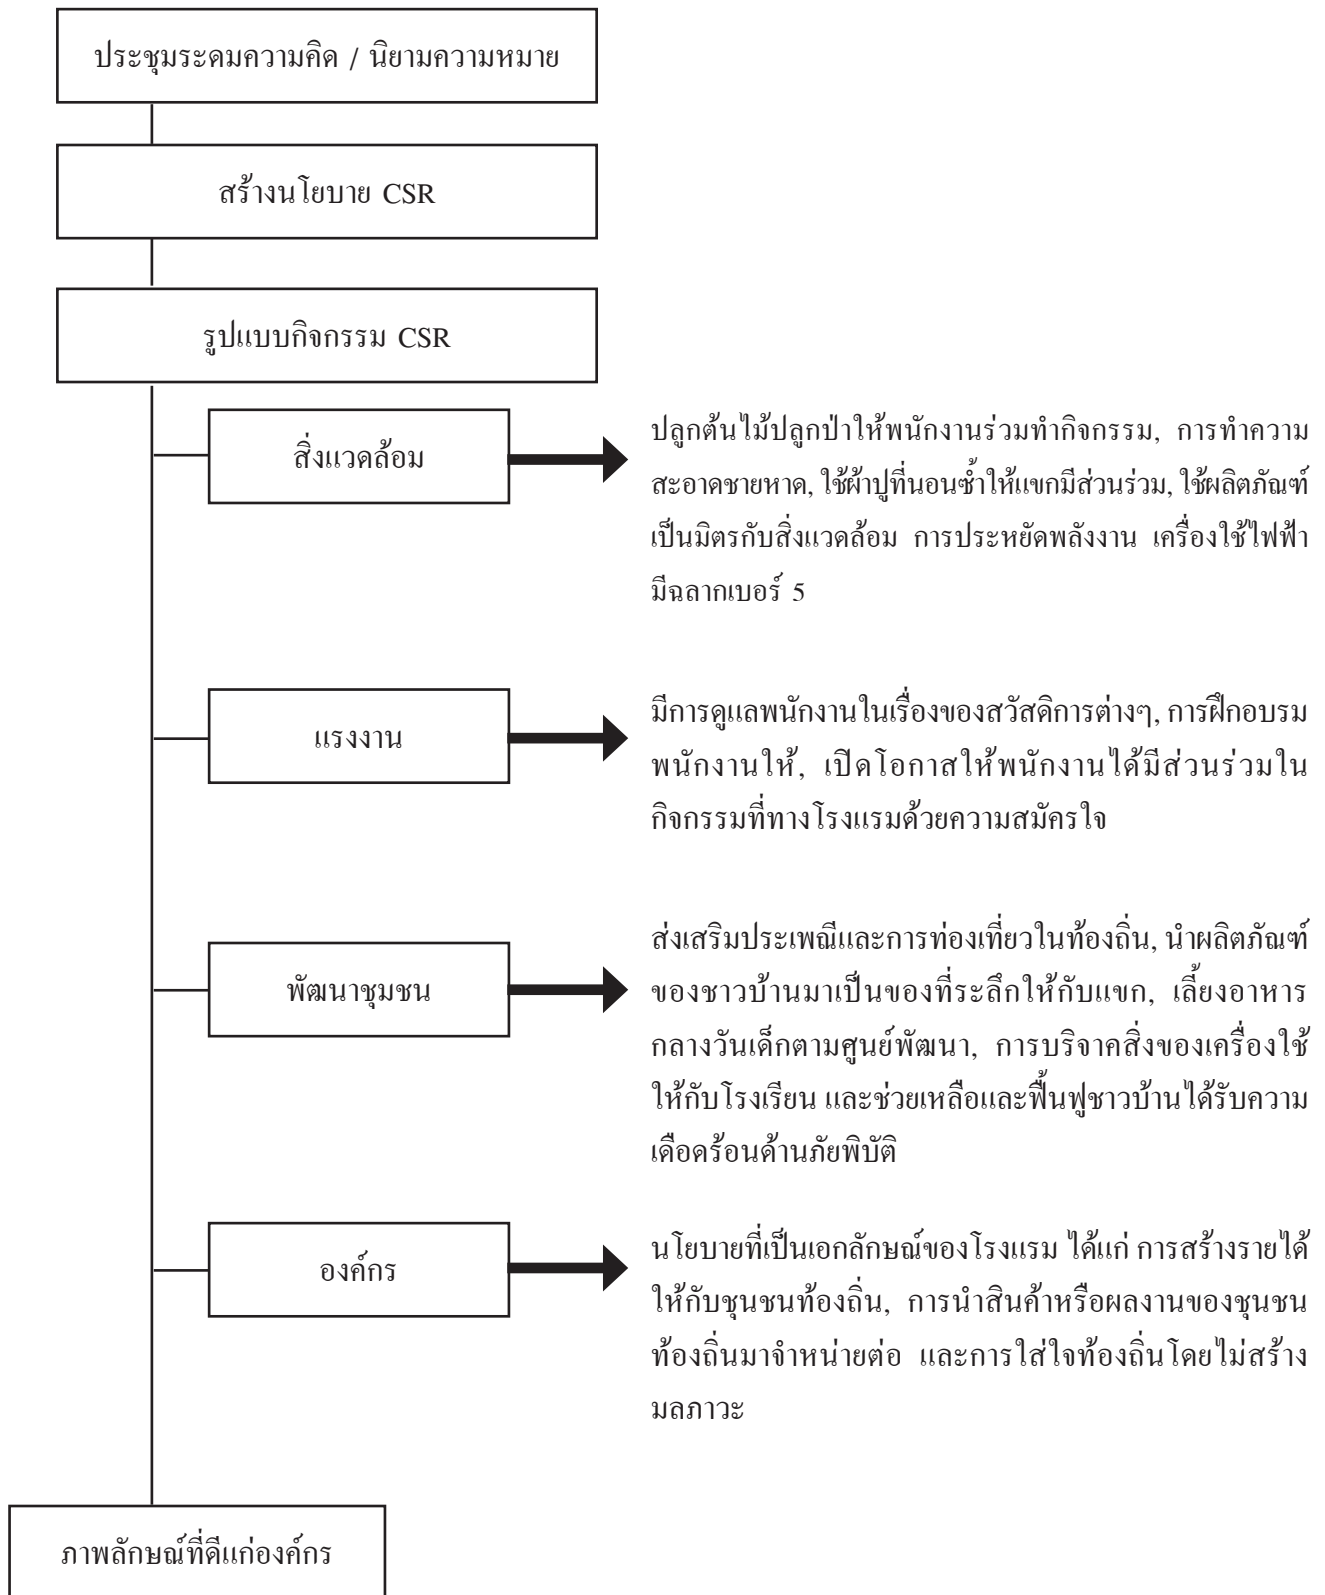 ประชุมระดมความคิด / นิยามความหมาย
สร้างนโยบาย CSR
รูปแบบกิจกรรม CSR
สิ่งแวดล้อม
ปลูกต้นไม้ปลูกป่าให้พนักงานร่วมทำกิจกรรม, การทำความ
สะอาดชายหาด, ใช้ผ้าปูที่นอนซ้ำให้แขกมีส่วนร่วม, ใช้ผลิตภัณฑ์
เป็นมิตรกับสิ่งแวดล้อม การประหยัดพลังงาน เครื่องใช้ไฟฟ้า
มีฉลากเบอร์ 5
แรงงาน
มีการดูแลพนักงานในเรื่องของสวัสดิการต่างๆ, การฝึกอบรม
พนักงานให้, เปิดโอกาสให้พนักงานได้มีส่วนร่วมใน
กิจกรรมที่ทางโรงแรมด้วยความสมัครใจ
พัฒนาชุมชน
ส่งเสริมประเพณีและการท่องเที่ยวในท้องถิ่น, นำผลิตภัณฑ์
ของชาวบ้านมาเป็นของที่ระลึกให้กับแขก, เลี้ยงอาหาร
กลางวันเด็กตามศูนย์พัฒนา, การบริจาคสิ่งของเครื่องใช้
ให้กับโรงเรียน และช่วยเหลือและฟื้นฟูชาวบ้านได้รับความ
เดือดร้อนด้านภัยพิบัติ
องค์กร
นโยบายที่เป็นเอกลักษณ์ของโรงแรม ได้แก่ การสร้างรายได้
ให้กับชุนชนท้องถิ่น, การนำสินค้าหรือผลงานของชุนชน
ท้องถิ่นมาจำหน่ายต่อ และการใส่ใจท้องถิ่นโดยไม่สร้าง
มลภาวะ
ภาพลักษณ์ที่ดีแก่องค์กร